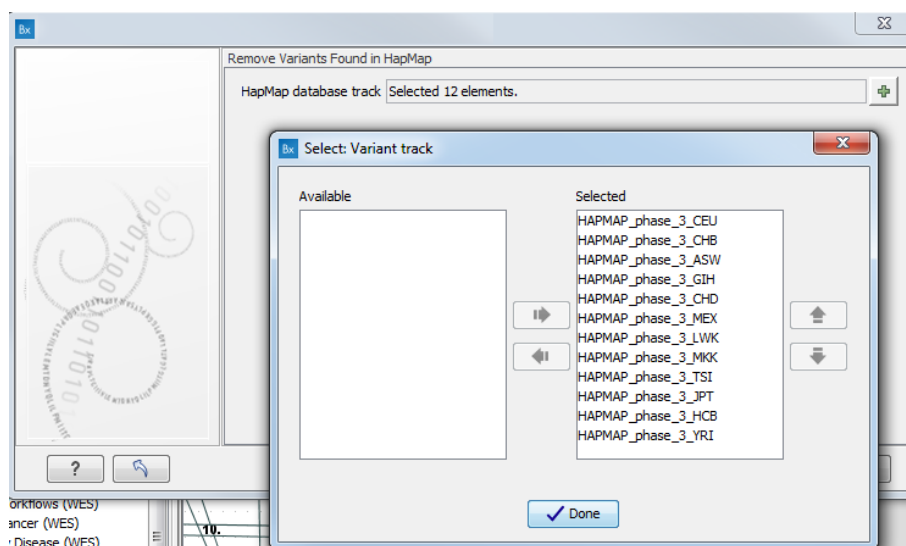 Bx
Remove Variants Found in HapMap
HapMap database track Selected 12 elements.
Bx Select: Variant track
Available
Selected
HAPMAP_phase_3_CEU
HAPMAP_phase_3_CHB
HAPMAP_phase_3_ASW
HAPMAP_phase_3_GIH
HAPMAP_phase_3_CHD
HAPMAP_phase_3_MEX
HAPMAP_phase_3_LWK
HAPMAP_phase_3_MKK
HAPMAP_phase_3_TSI
HAPMAP_phase_3_JPT
HAPMAP_phase_3_HCB
HAPMAP_phase_3_YRI
?
Done
orkflows (WES)
ancer (WES)
Disease (WES)
10.